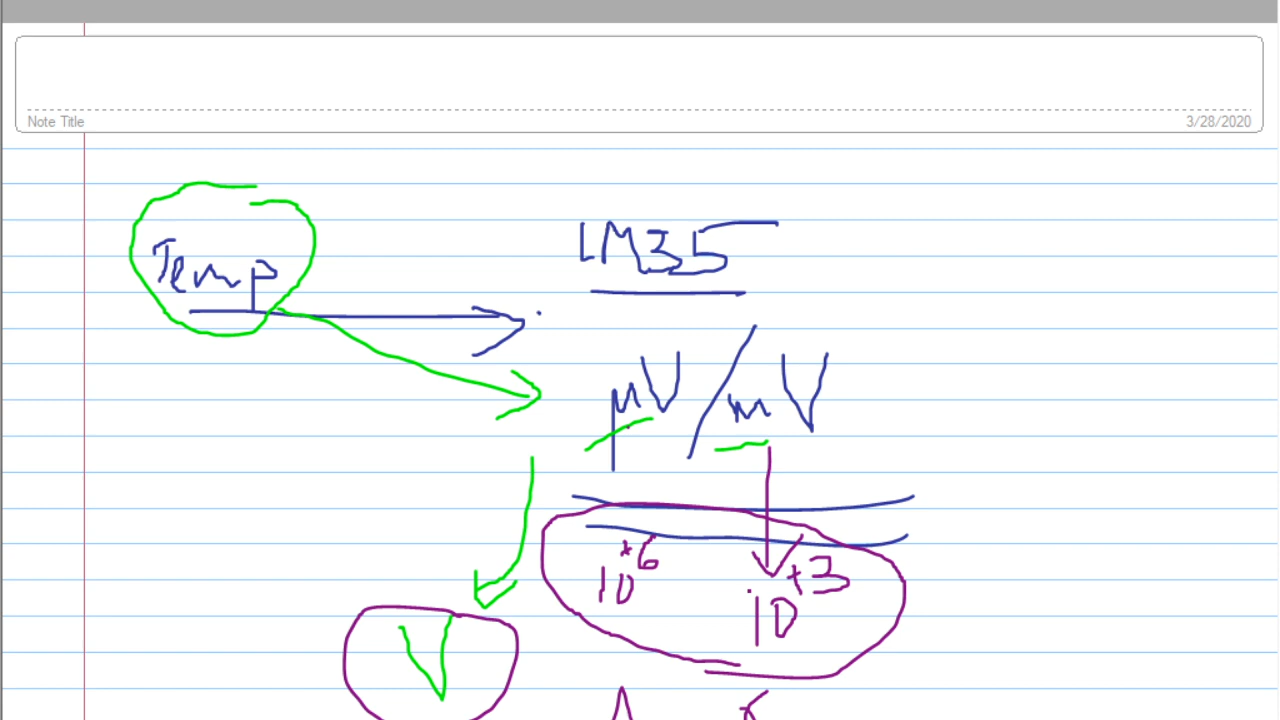 Note Title
3/28/2020
Temp
LM35
μV/mV
10+6
10+3
V